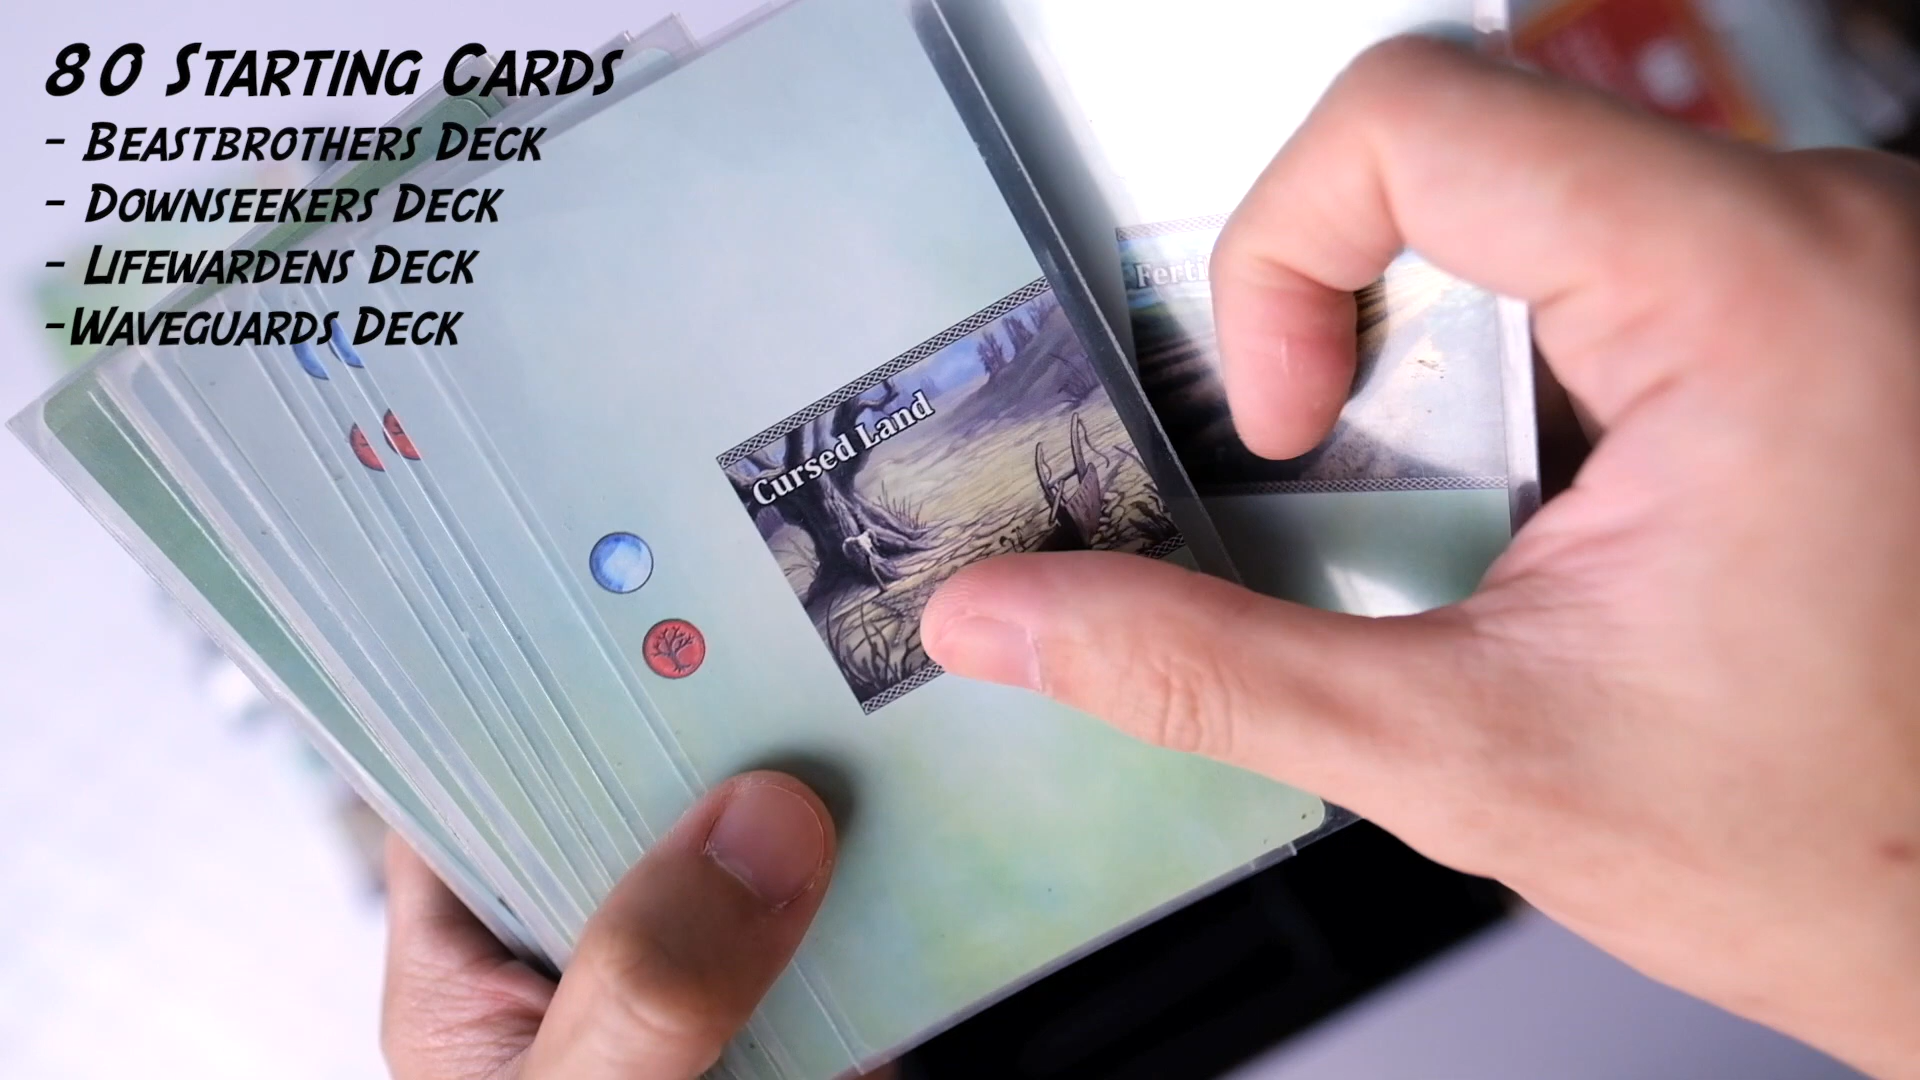 80 STARTING CARDS
- BEASTBROTHERS DECK
- DOWNSEEKERS DECK
- LIFEWARDENS DECK
-WAVEGUARDS DECK
Cursed Land